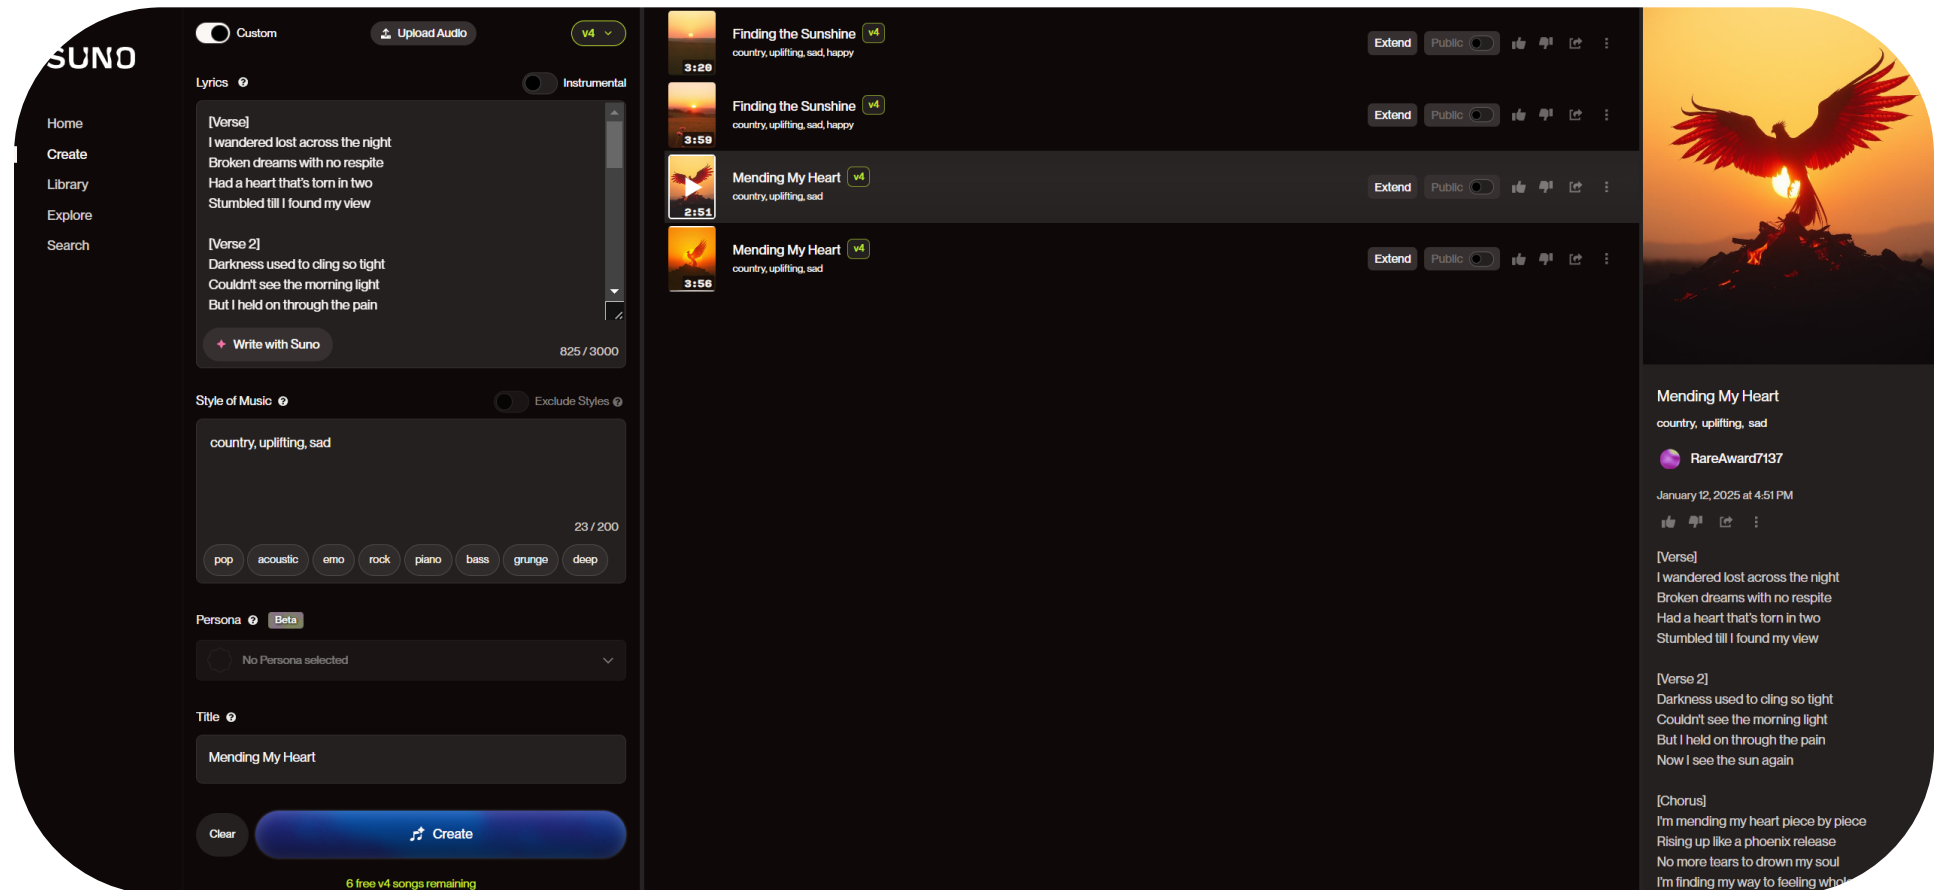 SUNO
Home
Create
Library
Explore
Search
Custom
Upload Audio
v4
Lyrics
Instrumental
[Verse]
I wandered lost across the night
Broken dreams with no respite
Had a heart that's torn in two
Stumbled till I found my view
[Verse 2]
Darkness used to cling so tight
Couldn't see the morning light
But I held on through the pain
Write with Suno
825 / 3000
Style of Music
Exclude Styles
country, uplifting, sad
23 / 200
pop acoustic emo rock piano bass grunge deep
Persona Beta
No Persona selected
Title
Mending My Heart
Clear
Create
6 free v4 songs remaining
3:20
Finding the Sunshine v4
country, uplifting, sad, happy
Extend Public
3:59
Finding the Sunshine v4
country, uplifting, sad, happy
Extend Public
2:51
Mending My Heart v4
country, uplifting, sad
Extend Public
3:56
Mending My Heart v4
country, uplifting, sad
Extend Public
Mending My Heart
country, uplifting, sad
RareAward7137
January 12, 2025 at 4:51 PM
[Verse]
I wandered lost across the night
Broken dreams with no respite
Had a heart that's torn in two
Stumbled till I found my view
[Verse 2]
Darkness used to cling so tight
Couldn't see the morning light
But I held on through the pain
Now I see the sun again
[Chorus]
I'm mending my heart piece by piece
Rising up like a phoenix release
No more tears to drown my soul
I'm finding my way to feeling whole